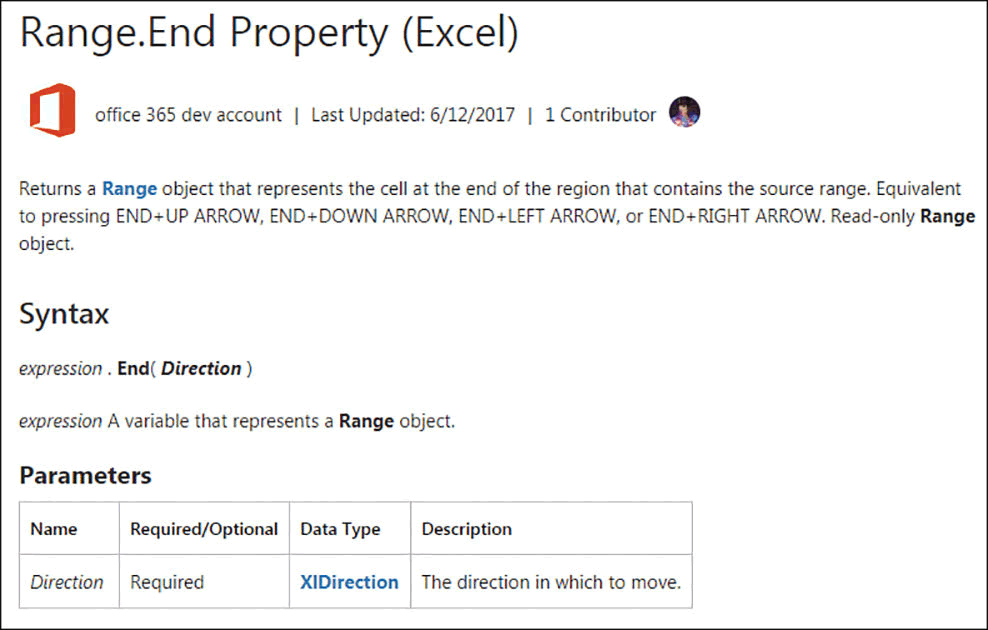 Range.End Property (Excel)
office 365 dev account | Last Updated: 6/12/2017 | 1 Contributor
Returns a Range object that represents the cell at the end of the region that contains the source range. Equivalent
to pressing END+UP ARROW, END+DOWN ARROW, END+LEFT ARROW, or END+RIGHT ARROW. Read-only Range
object.
Syntax
expression . End( Direction )
expression A variable that represents a Range object.
Parameters
Name Required/Optional Data Type Description
Direction Required XlDirection The direction in which to move.